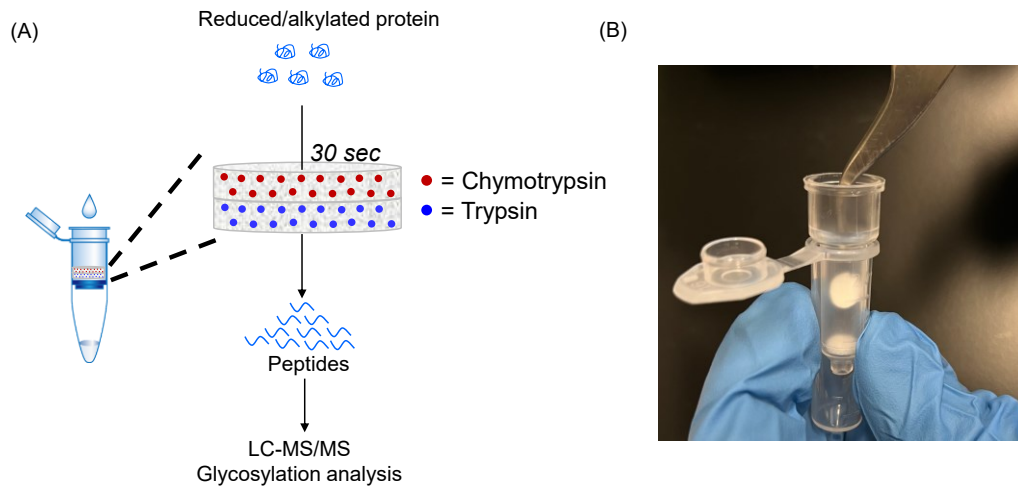 (A)
Reduced/alkylated protein
30 sec
= Chymotrypsin
= Trypsin
Peptides
LC-MS/MS
Glycosylation analysis
(B)